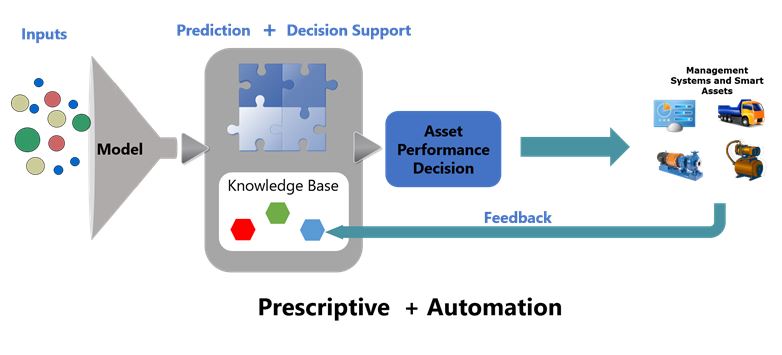 Inputs
Prediction + Decision Support
Management
Systems and Smart
Assets
Model
Asset
Performance
Decision
Knowledge Base
Feedback
Prescriptive + Automation